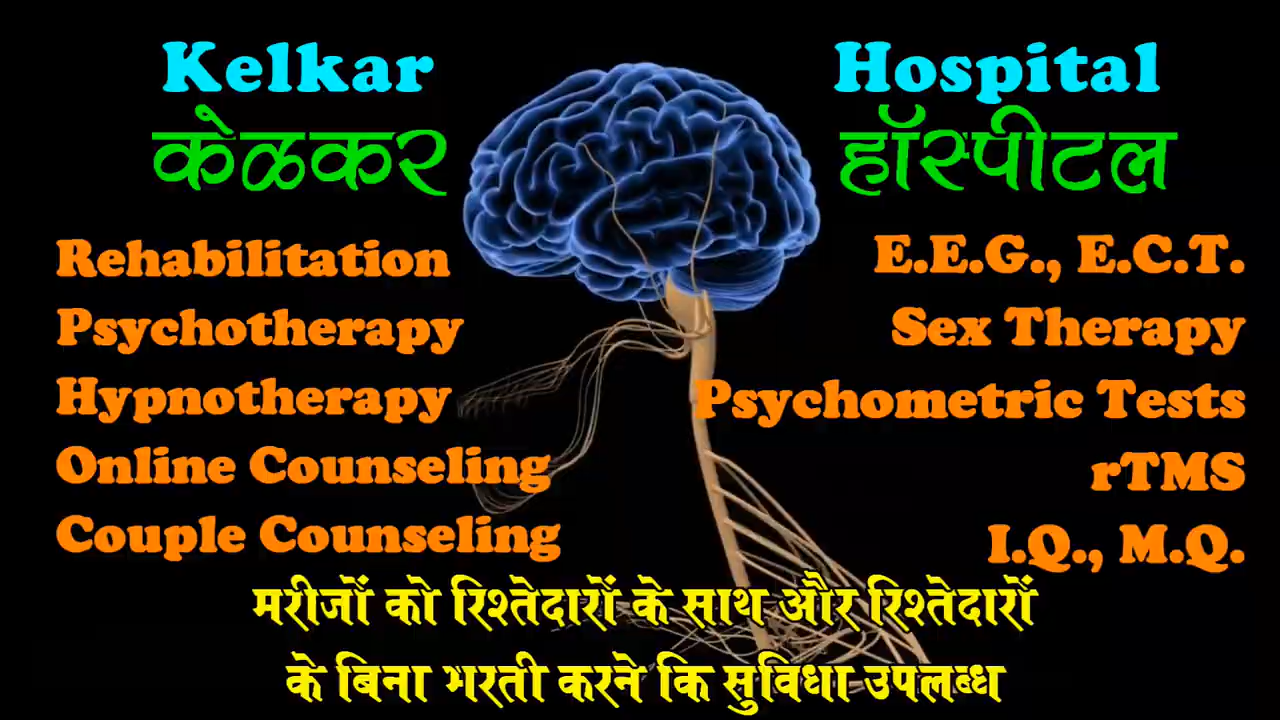 Kelkar Hospital
केळकर हॉस्पीटल
Rehabilitation
Psychotherapy
Hypnotherapy
Online Counseling
Couple Counseling
E.E.G., E.C.T.
Sex Therapy
Psychometric Tests
rTMS
I.Q., M.Q.
मरीजों को रिश्तेदारों के साथ और रिश्तेदारों
के बिना भरती करने कि सुविधा उपलब्ध